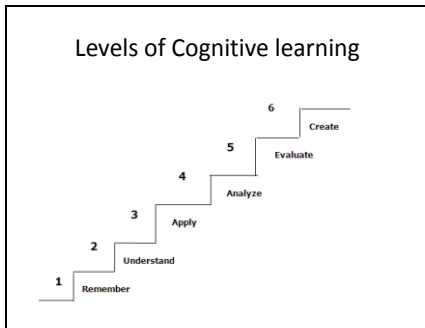 Levels of Cognitive learning
6
Create
5
Evaluate
4
Analyze
3
Apply
2
Understand
1
Remember